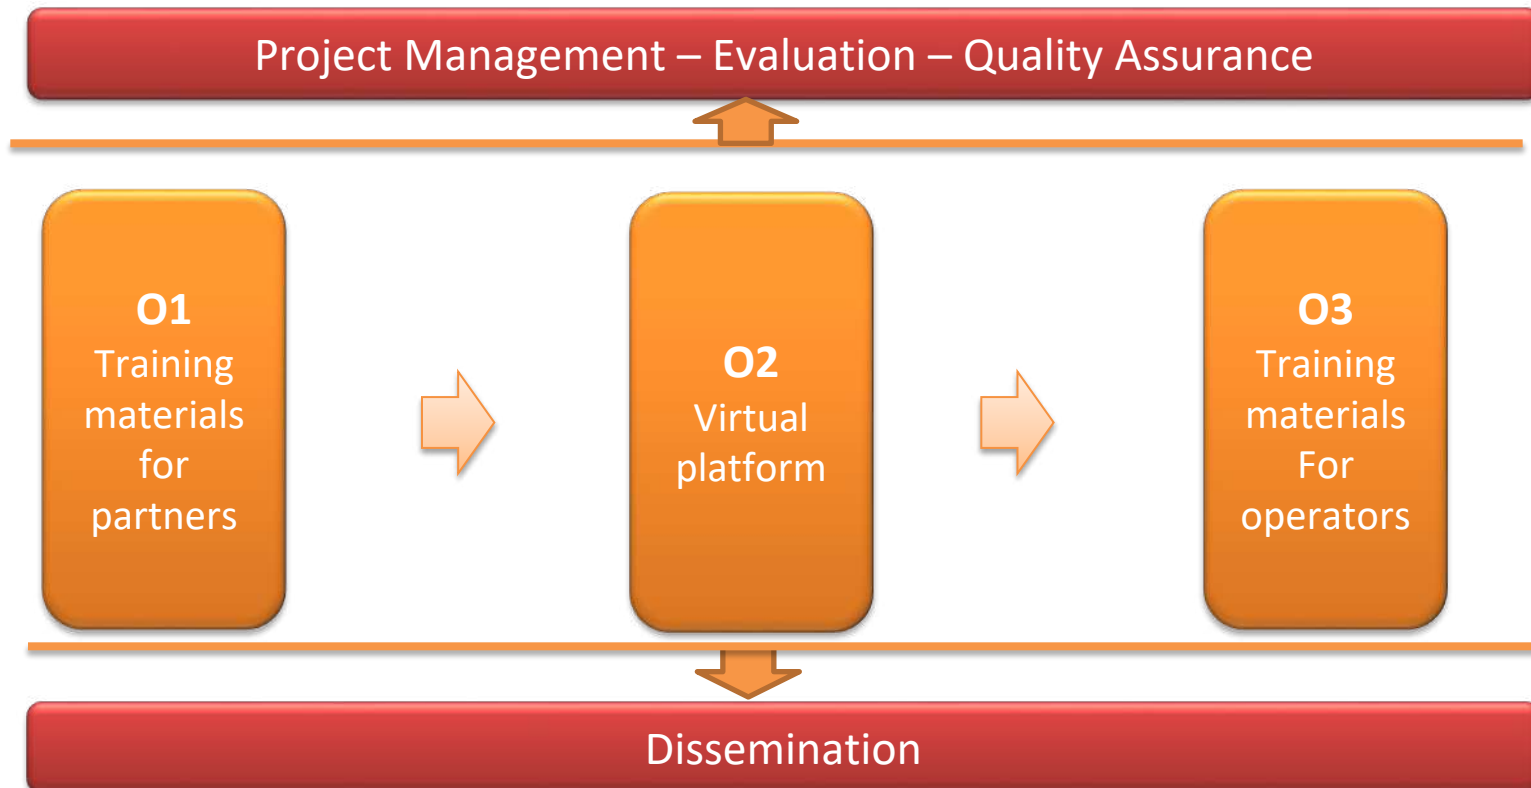 Project Management – Evaluation – Quality Assurance
O1
Training
materials
for
partners
O2
Virtual
platform
O3
Training
materials
For
operators
Dissemination